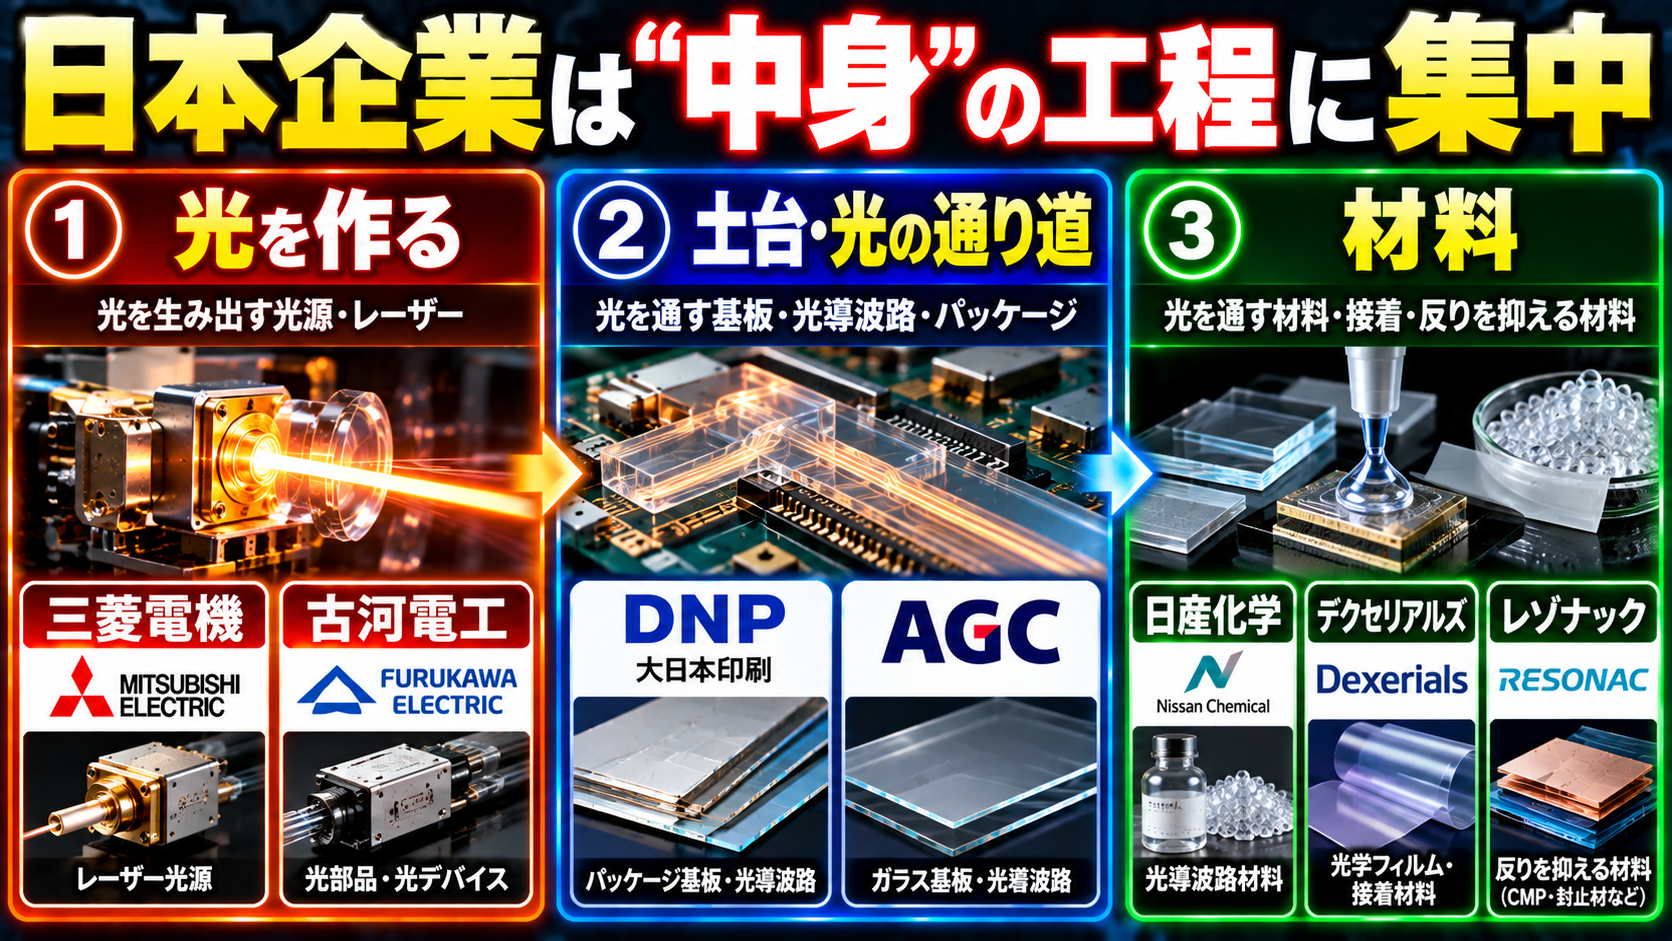 日本企業は“中身”の工程に集中
① 光を作る
光を生み出す光源・レーザー
三菱電機
MITSUBISHI
ELECTRIC
レーザー光源
古河電工
FURUKAWA
ELECTRIC
光部品・光デバイス
② 土台・光の通り道
光を通す基板・光導波路・パッケージ
DNP
大日本印刷
パッケージ基板・光導波路
AGC
ガラス基板・光導波路
③ 材料
光を通す材料・接着・反りを抑える材料
日産化学
Nissan Chemical
光導波路材料
デクセリアルズ
Dexerials
光学フィルム・
接着材料
レゾナック
RESONAC
反りを抑える材料
(CMP・封止材など)